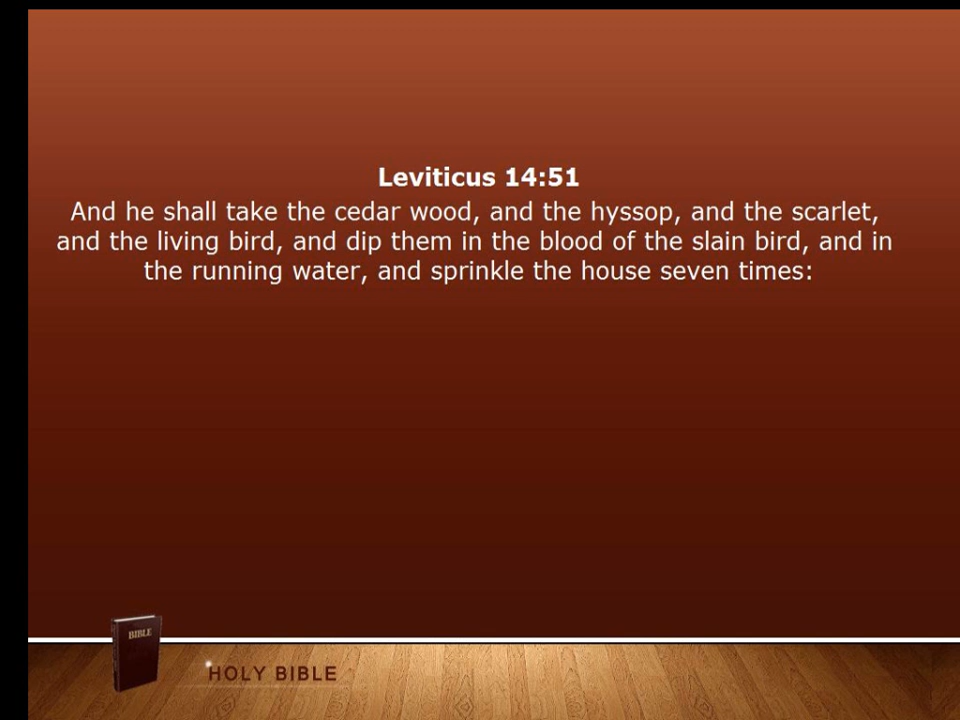 Leviticus 14:51
And he shall take the cedar wood, and the hyssop, and the scarlet,
and the living bird, and dip them in the blood of the slain bird, and in
the running water, and sprinkle the house seven times:
BIBLE
HOLY BIBLE